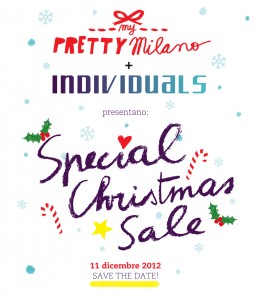 my
PRETTY Milano
+
INDIVIDUALS
presentano:
Special
Christmas
Sale
11 dicembre 2012
SAVE THE DATE!